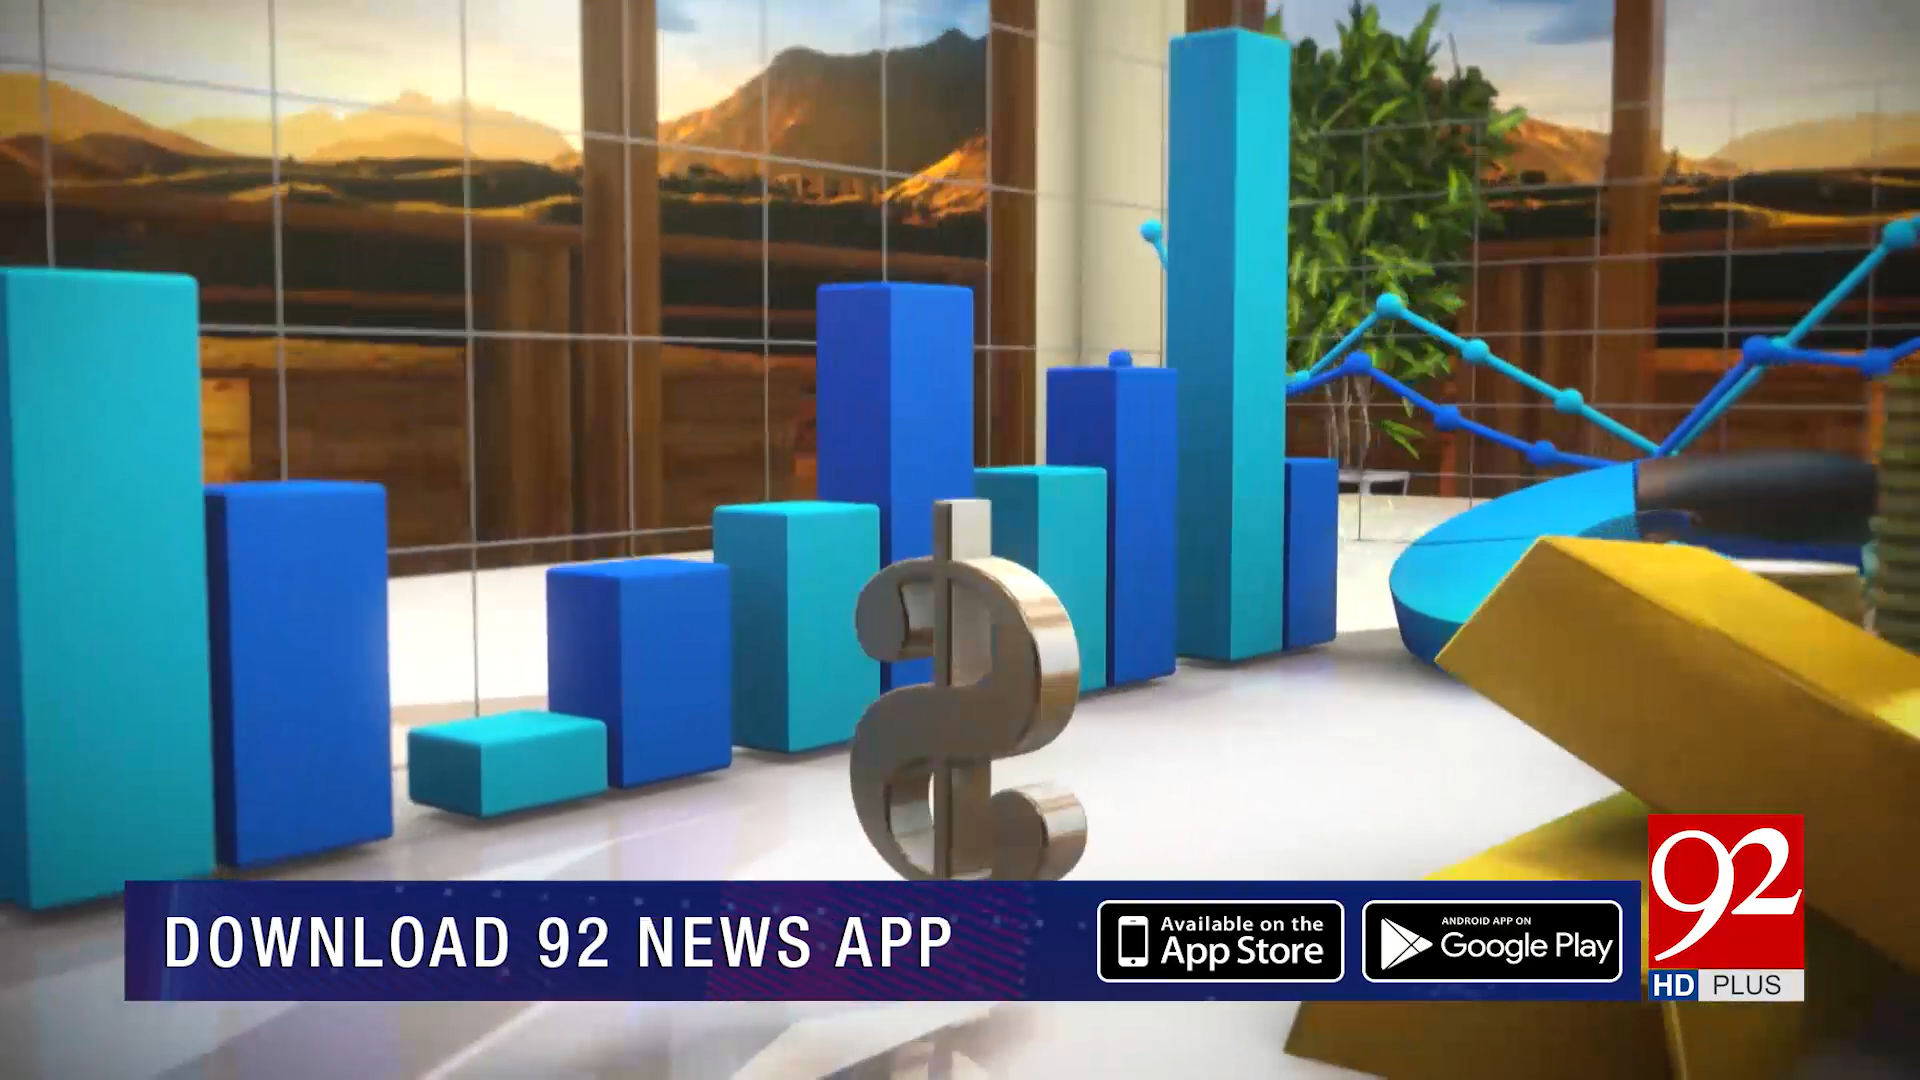 DOWNLOAD 92 NEWS APP
Available on the
App Store
ANDROID APP ON
Google Play
92
HD PLUS